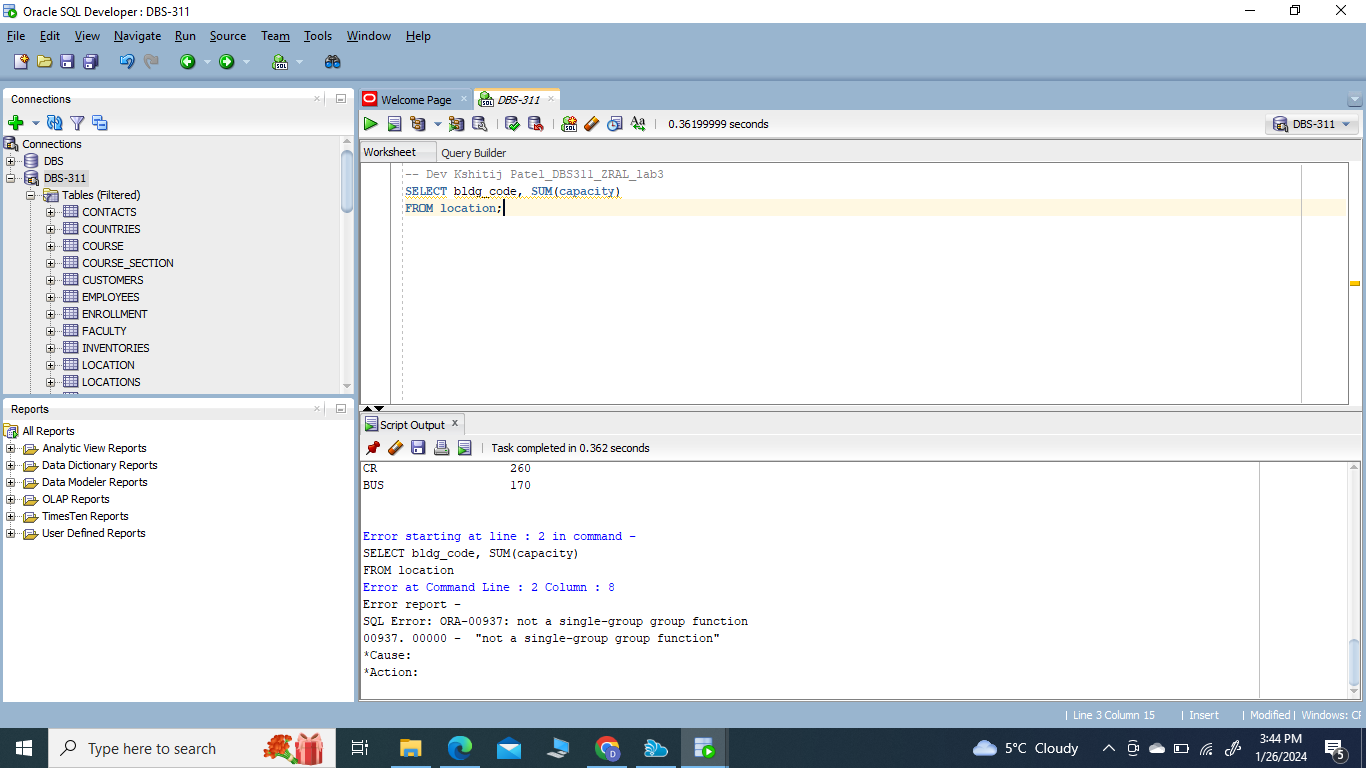 Oracle SQL Developer : DBS-311
File Edit View Navigate Run Source Team Tools Window Help
Connections
Connections
DBS
DBS-311
Tables (Filtered)
CONTACTS
COUNTRIES
COURSE
COURSE_SECTION
CUSTOMERS
EMPLOYEES
ENROLLMENT
FACULTY
INVENTORIES
LOCATION
LOCATIONS
Reports
All Reports
Analytic View Reports
Data Dictionary Reports
Data Modeler Reports
OLAP Reports
TimesTen Reports
User Defined Reports
Welcome Page DBS-311
0.36199999 seconds DBS-311
Worksheet Query Builder
-- Dev Kshitij Patel_DBS311_ZRAL_lab3
SELECT bldg_code, SUM(capacity)
FROM location;
Script Output
Task completed in 0.362 seconds
CR 260
BUS 170
Error starting at line : 2 in command -
SELECT bldg_code, SUM(capacity)
FROM location
Error at Command Line : 2 Column : 8
Error report -
SQL Error: ORA-00937: not a single-group group function
00937. 00000 - "not a single-group group function"
*Cause:
*Action:
Line 3 Column 15 Insert Modified Windows: CF
Type here to search 5°C Cloudy 3:44 PM
1/26/2024 5